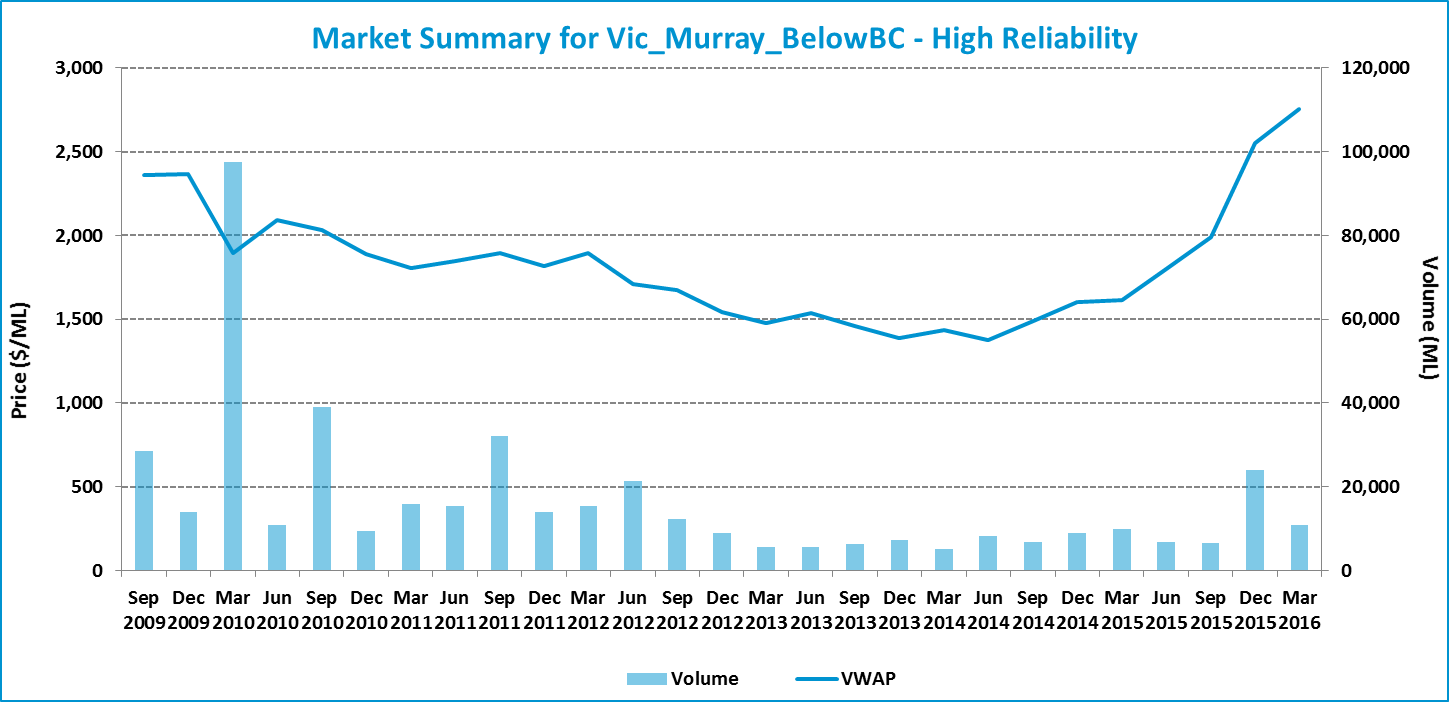 Market Summary for Vic_Murray_BelowBC - High Reliability
3,000
2,500
2,000
1,500
1,000
500
0
Price ($/ML)
120,000
100,000
80,000
60,000
40,000
20,000
0
Volume (ML)
Sep Dec Mar Jun Sep Dec Mar Jun Sep Dec Mar Jun Sep Dec Mar Jun Sep Dec Mar Jun Sep Dec Mar Jun Sep Dec Mar
2009 2009 2010 2010 2010 2010 2011 2011 2011 2011 2012 2012 2012 2012 2013 2013 2013 2013 2014 2014 2014 2014 2015 2015 2015 2015 2016
Volume VWAP